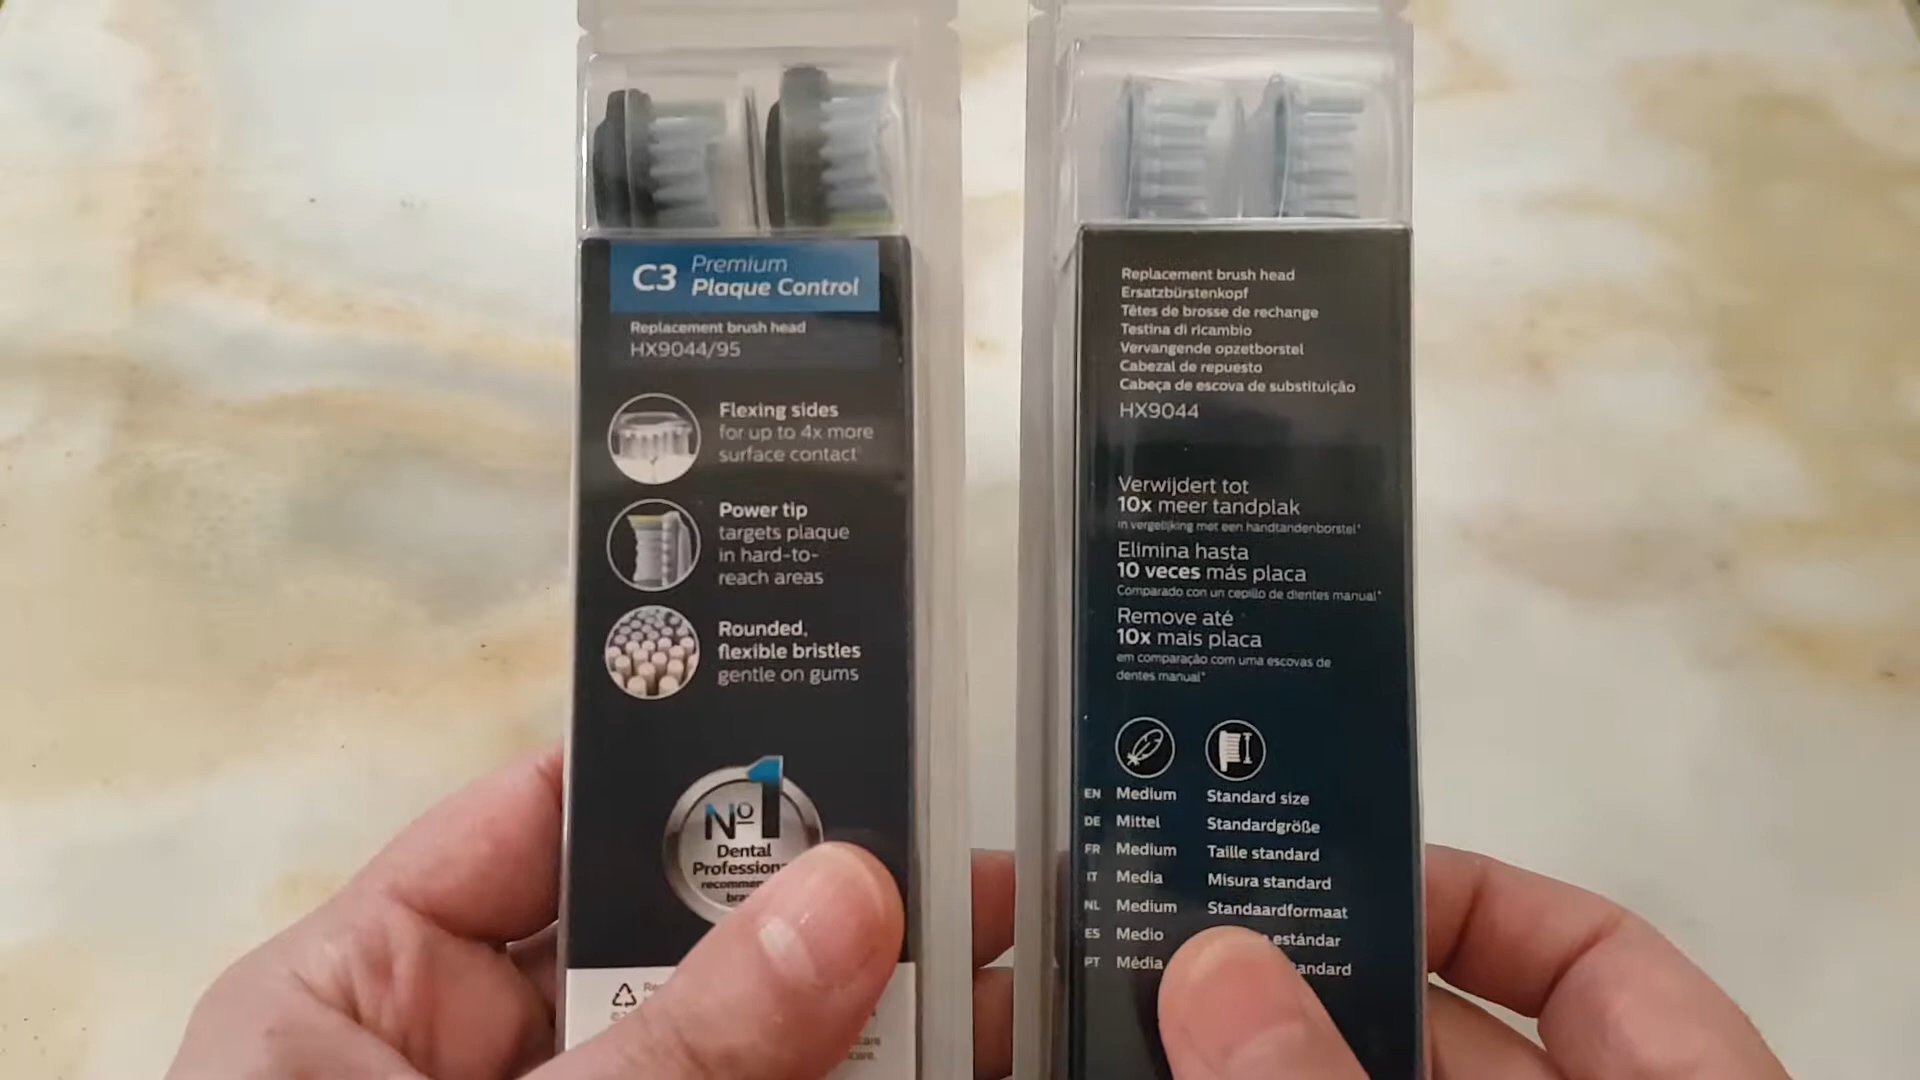 C3 Premium
Plaque Control
Replacement brush head
HX9044/95
Flexing sides
for up to 4x more
surface contact
Power tip
targets plaque
in hard-to-
reach areas
Rounded,
flexible bristles
gentle on gums
Nº1
Dental
recommen
Replacement brush head
Ersatzbürstenkopf
Têtes de brosse de rechange
Testina di ricambio
Vervangende opzetborstel
Cabezal de repuesto
Cabeça de escova de substituição
HX9044
Verwijdert tot
10x meer tandplak
in vergelijking met een handtandenborstel*
Elimina hasta
10 veces más placa
Comparado con un cepillo de dientes manual*
Remove até
10x mais placa
em comparação com uma escovas de
dentes manual*
EN Medium Standard size
DE Mittel Standardgröße
FR Medium Taille standard
IT Media Misura standard
NL Medium Standaardformaat
ES Medio estándar
PT Média andard